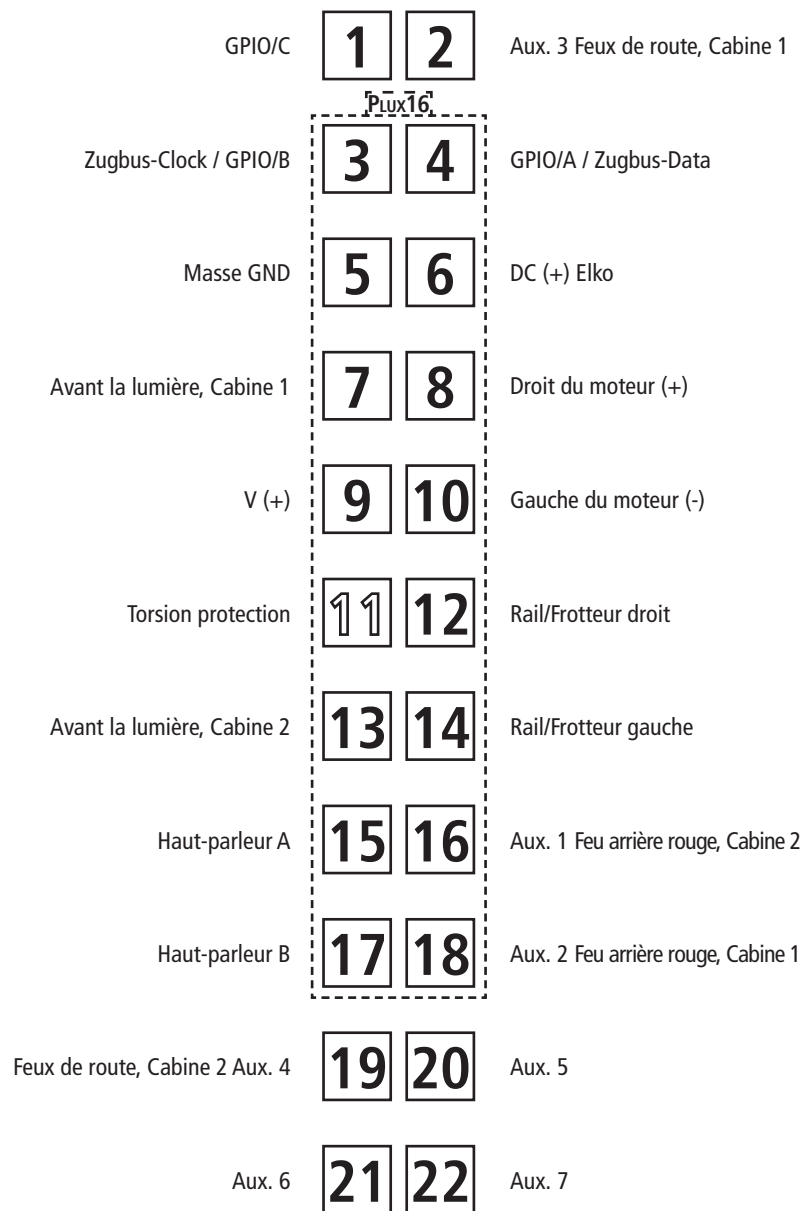 GPIO/C 1 2 Aux. 3 Feux de route, Cabine 1
PLUX16
Zugbus-Clock / GPIO/B 3 4 GPIO/A / Zugbus-Data
Masse GND 5 6 DC (+) Elko
Avant la lumière, Cabine 1 7 8 Droit du moteur (+)
V (+) 9 10 Gauche du moteur (-)
Torsion protection 11 12 Rail/Frotteur droit
Avant la lumière, Cabine 2 13 14 Rail/Frotteur gauche
Haut-parleur A 15 16 Aux. 1 Feu arrière rouge, Cabine 2
Haut-parleur B 17 18 Aux. 2 Feu arrière rouge, Cabine 1
Feux de route, Cabine 2 Aux. 4 19 20 Aux. 5
Aux. 6 21 22 Aux. 7